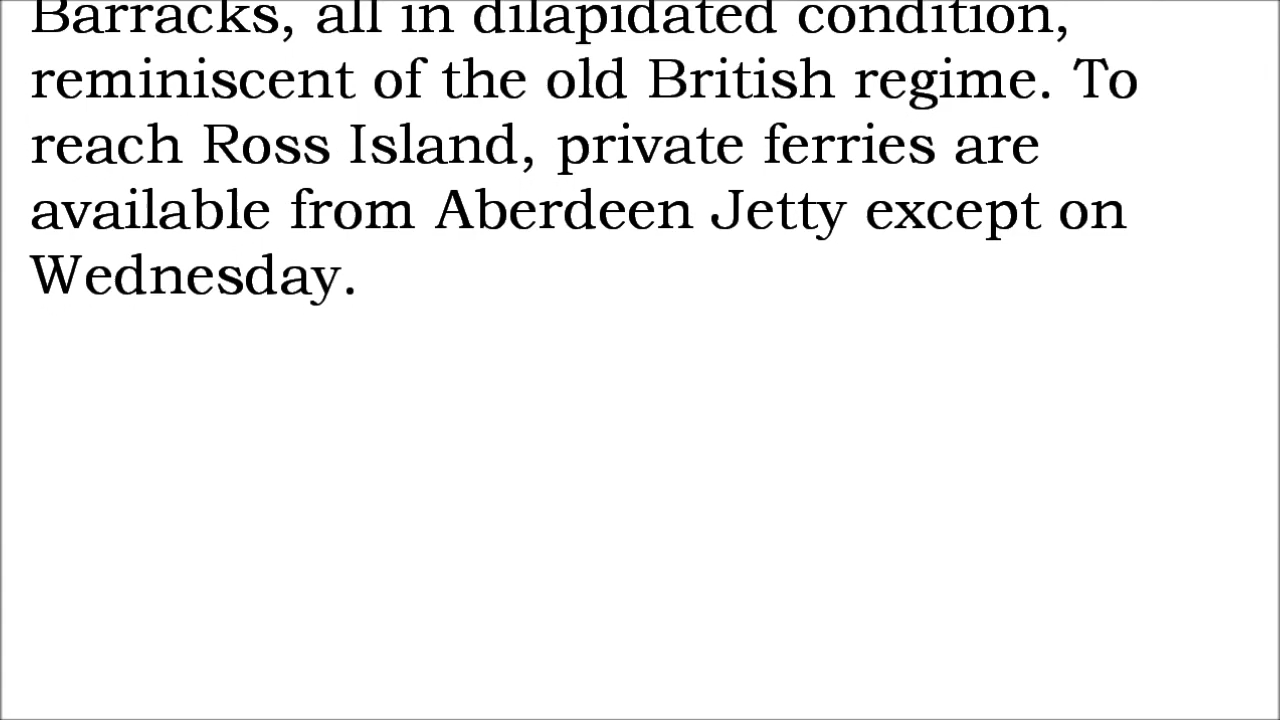 Barracks, all in dilapidated condition,
reminiscent of the old British regime. To
reach Ross Island, private ferries are
available from Aberdeen Jetty except on
Wednesday.